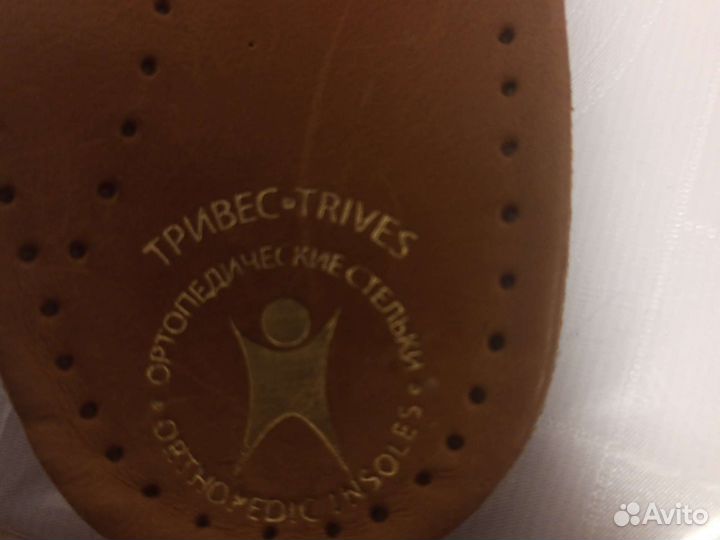 ТРИВЕС•TRIVES
ОРТОПЕДИЧЕСКИЕ СТЕЛЬКИ
• ORTHOPEDIC INSOLES •
Avito